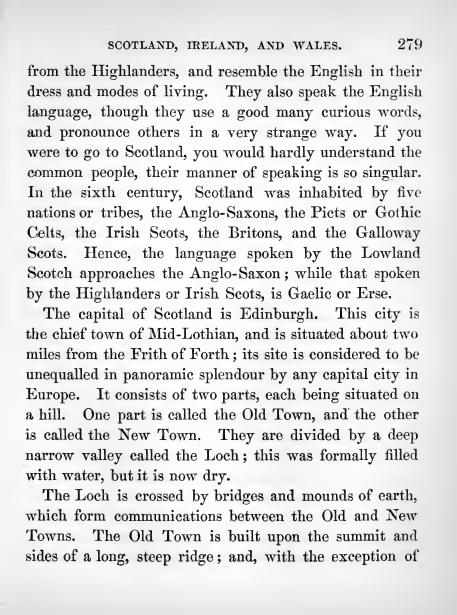 SCOTLAND, IRELAND, AND WALES. 279
from the Highlanders, and resemble the English in their
dress and modes of living. They also speak the English
language, though they use a good many curious words,
and pronounce others in a very strange way. If you
were to go to Scotland, you would hardly understand the
common people, their manner of speaking is so singular.
In the sixth century, Scotland was inhabited by five
nations or tribes, the Anglo-Saxons, the Picts or Gothic
Celts, the Irish Scots, the Britons, and the Galloway
Scots. Hence, the language spoken by the Lowland
Scotch approaches the Anglo-Saxon; while that spoken
by the Highlanders or Irish Scots, is Gaelic or Erse.
The capital of Scotland is Edinburgh. This city is
the chief town of Mid-Lothian, and is situated about two
miles from the Frith of Forth; its site is considered to be
unequalled in panoramic splendour by any capital city in
Europe. It consists of two parts, each being situated on
a hill. One part is called the Old Town, and the other
is called the New Town. They are divided by a deep
narrow valley called the Loch; this was formally filled
with water, but it is now dry.
The Loch is crossed by bridges and mounds of earth,
which form communications between the Old and New
Towns. The Old Town is built upon the summit and
sides of a long, steep ridge; and, with the exception of